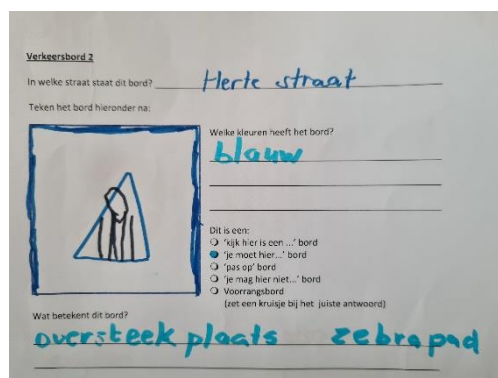 Verkeersbord 2
In welke straat staat dit bord? Herte straat
Teken het bord hieronder na:
Welke kleuren heeft het bord?
blauw
Dit is een:
'kijk hier is een ...' bord
'je moet hier...' bord
'pas op' bord
'je mag hier niet...' bord
Voorrangsbord
(zet een kruisje bij het juiste antwoord)
Wat betekent dit bord?
oversteek plaats zebrapad